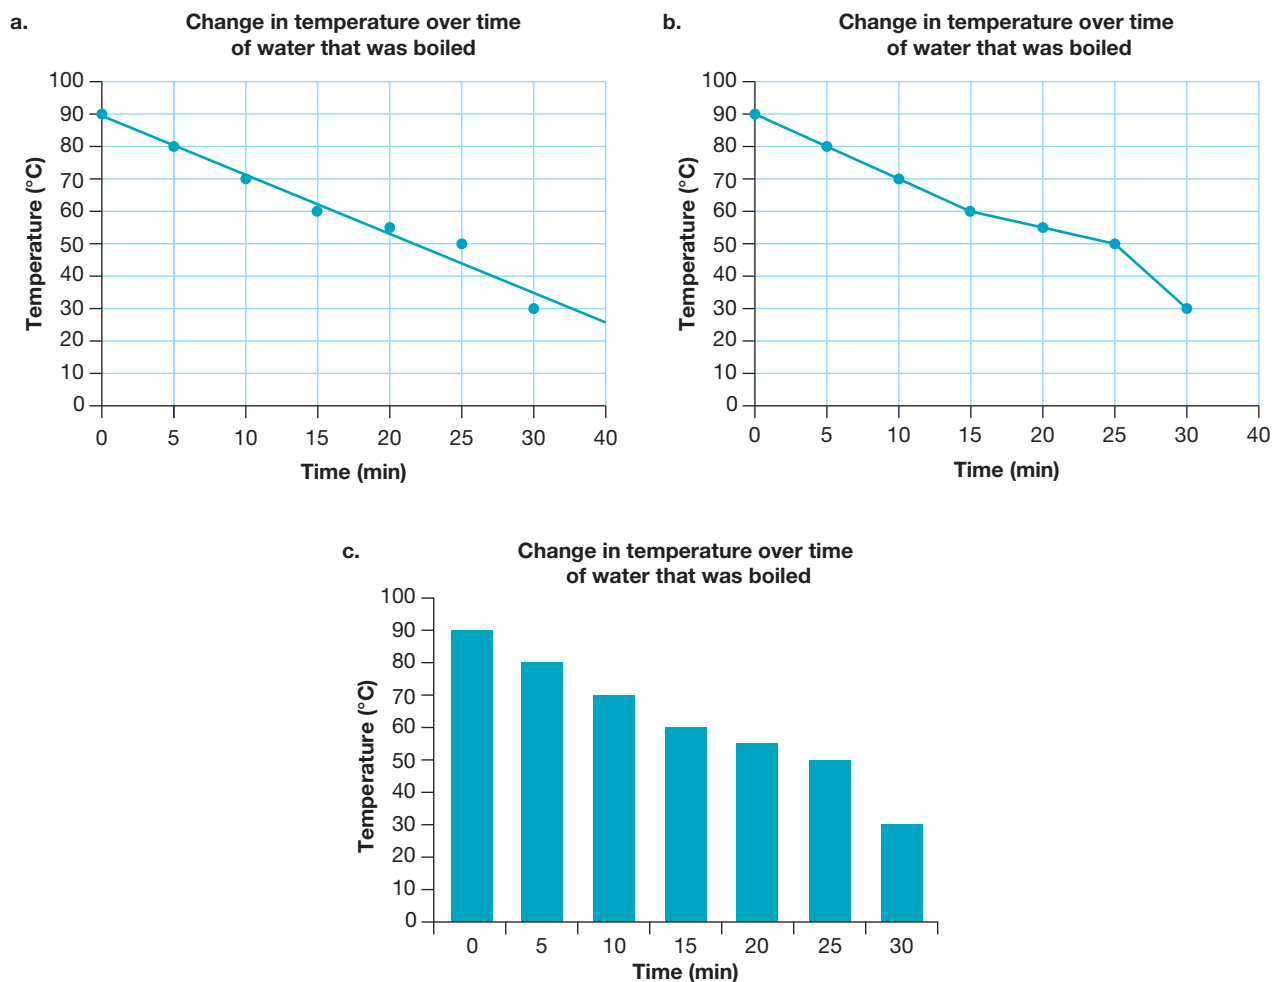 a.
Change in temperature over time
of water that was boiled
100
90
80
70
60
50
40
30
20
10
0
Temperature (°C)
0 5 10 15 20 25 30 40
Time (min)
b.
Change in temperature over time
of water that was boiled
100
90
80
70
60
50
40
30
20
10
0
Temperature (°C)
0 5 10 15 20 25 30 40
Time (min)
c.
Change in temperature over time
of water that was boiled
100
90
80
70
60
50
40
30
20
10
0
Temperature (°C)
0 5 10 15 20 25 30
Time (min)